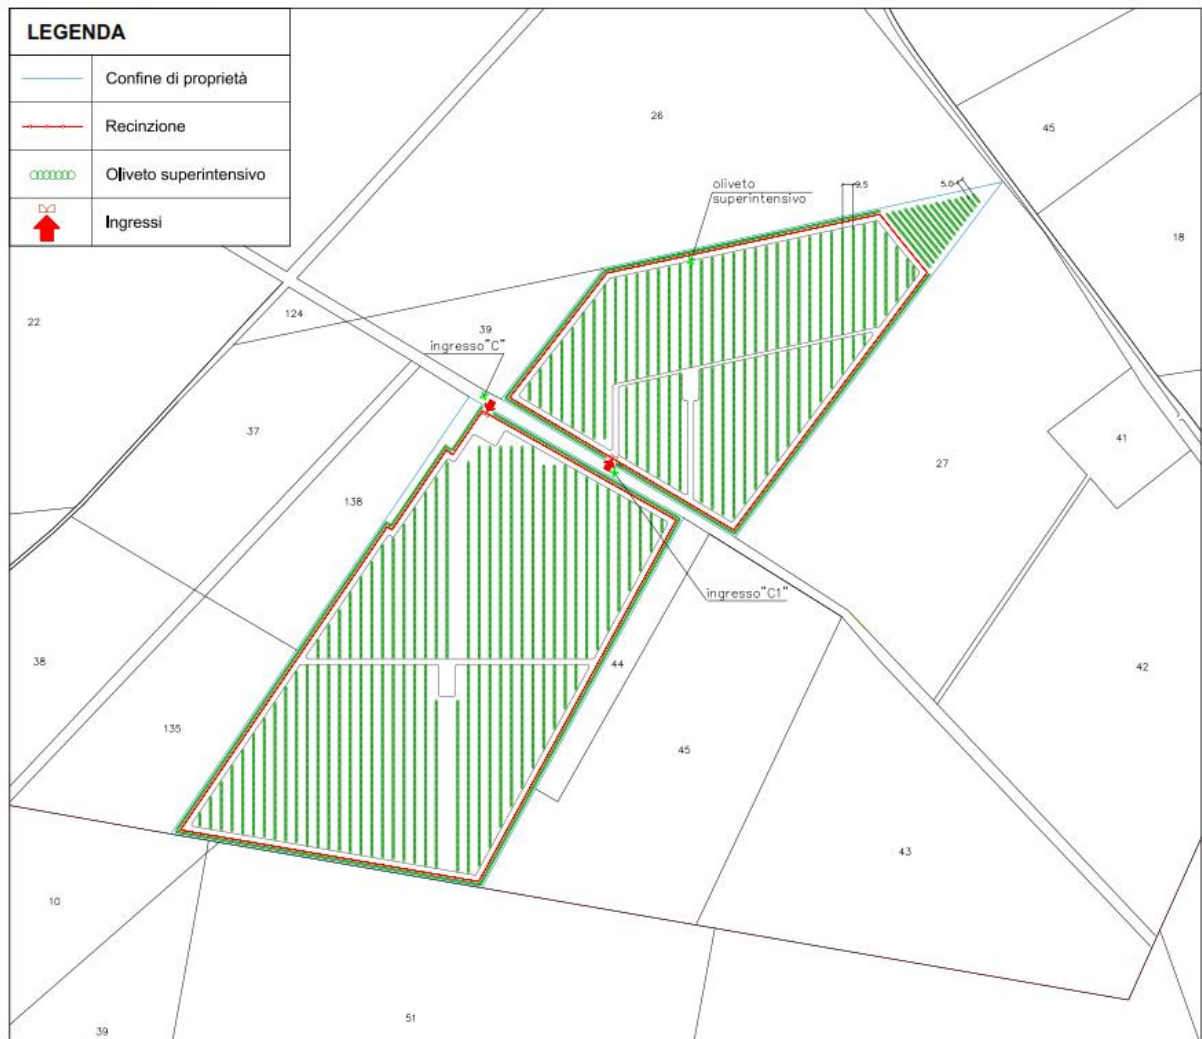 LEGENDA
Confine di proprietà
Recinzione
Oliveto superintensivo
Ingressi
26
45
oliveto
superintensivo
9.5
5.0
18
22
124
39
ingresso"C"
37
41
27
138
ingresso"C1"
38
44
42
135
45
43
10
51
39